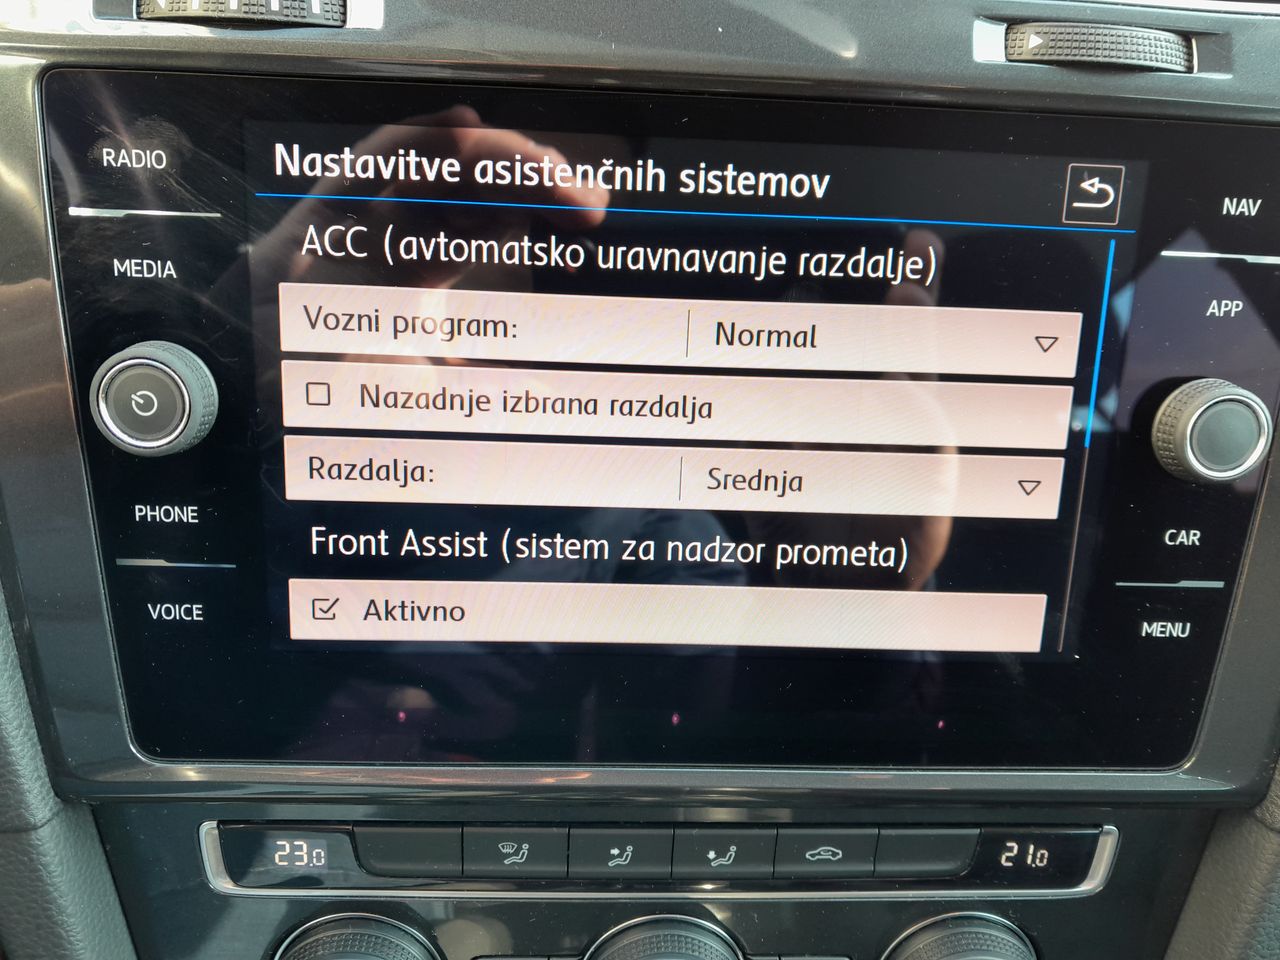 RADIO
MEDIA
PHONE
VOICE
Nastavitve asistenčnih sistemov
ACC (avtomatsko uravnavanje razdalje)
Vozni program: Normal
Nazadnje izbrana razdalja
Razdalja: Srednja
Front Assist (sistem za nadzor prometa)
Aktivno
NAV
APP
CAR
MENU
23.0
21.0